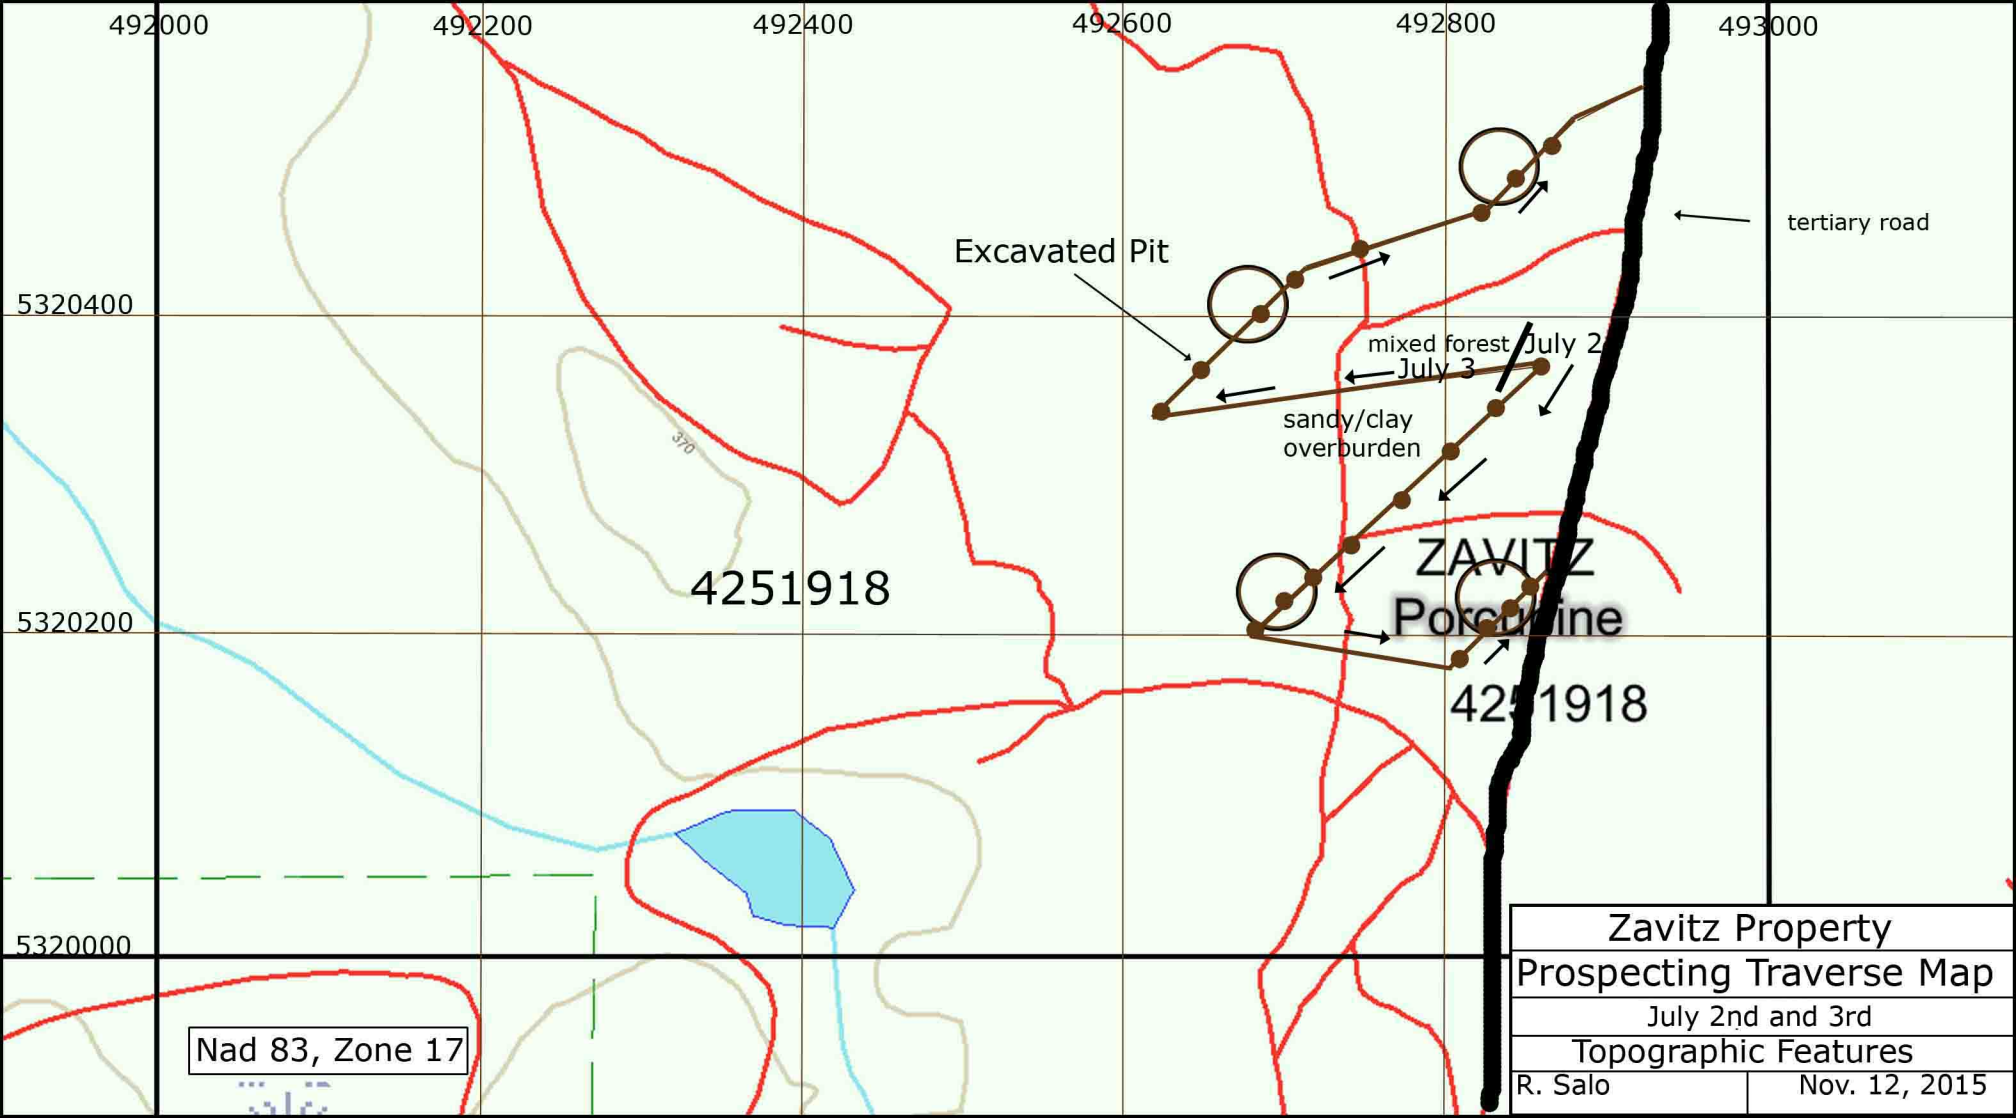 492000 492200 492400 492600 492800 493000
tertiary road
Excavated Pit
5320400
mixed forest July 2
July 3
sandy/clay
overburden
370
ZAVITZ
4251918
Porcupine
5320200
4251918
5320000
Zavitz Property
Prospecting Traverse Map
July 2nd and 3rd
Nad 83, Zone 17
Topographic Features
R. Salo Nov. 12, 2015